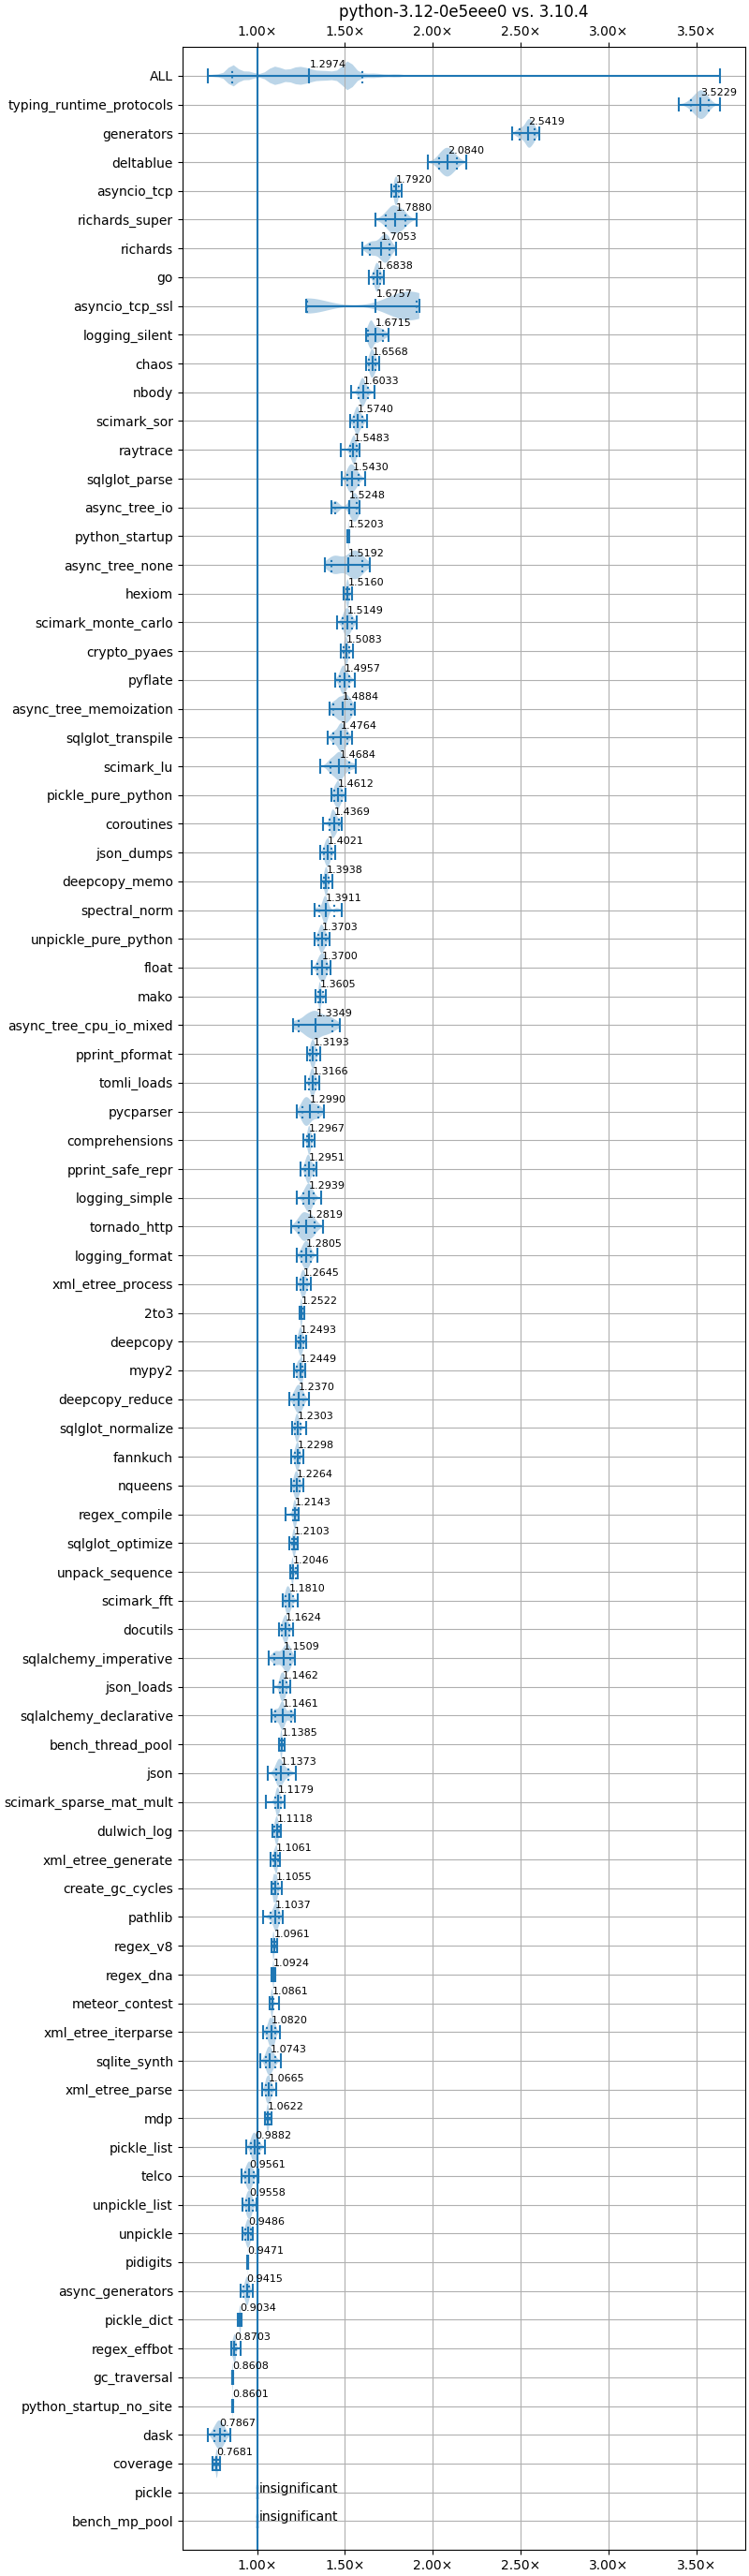 python-3.12-0e5eee0 vs. 3.10.4
1.00× 1.50× 2.00× 2.50× 3.00× 3.50×
ALL 1.2974
typing_runtime_protocols 3.5229
generators 2.5419
deltablue 2.0840
asyncio_tcp 1.7920
richards_super 1.7880
richards 1.7053
go 1.6838
asyncio_tcp_ssl 1.6757
logging_silent 1.6715
chaos 1.6568
nbody 1.6033
scimark_sor 1.5740
raytrace 1.5483
sqlglot_parse 1.5430
async_tree_io 1.5248
python_startup 1.5203
async_tree_none 1.5192
hexiom 1.5160
scimark_monte_carlo 1.5149
crypto_pyaes 1.5083
pyflate 1.4957
async_tree_memoization 1.4884
sqlglot_transpile 1.4764
scimark_lu 1.4684
pickle_pure_python 1.4612
coroutines 1.4369
json_dumps 1.4021
deepcopy_memo 1.3938
spectral_norm 1.3911
unpickle_pure_python 1.3703
float 1.3700
mako 1.3605
async_tree_cpu_io_mixed 1.3349
pprint_pformat 1.3193
tomli_loads 1.3166
pycparser 1.2990
comprehensions 1.2967
pprint_safe_repr 1.2951
logging_simple 1.2939
tornado_http 1.2819
logging_format 1.2805
xml_etree_process 1.2645
2to3 1.2522
deepcopy 1.2493
mypy2 1.2449
deepcopy_reduce 1.2370
sqlglot_normalize 1.2303
fannkuch 1.2298
nqueens 1.2264
regex_compile 1.2143
sqlglot_optimize 1.2103
unpack_sequence 1.2046
scimark_fft 1.1810
docutils 1.1624
sqlalchemy_imperative 1.1509
json_loads 1.1462
sqlalchemy_declarative 1.1461
bench_thread_pool 1.1385
json 1.1373
scimark_sparse_mat_mult 1.1179
dulwich_log 1.1118
xml_etree_generate 1.1061
create_gc_cycles 1.1055
pathlib 1.1037
regex_v8 1.0961
regex_dna 1.0924
meteor_contest 1.0861
xml_etree_iterparse 1.0820
sqlite_synth 1.0743
xml_etree_parse 1.0665
mdp 1.0622
pickle_list 0.9882
telco 0.9561
unpickle_list 0.9558
unpickle 0.9486
pidigits 0.9471
async_generators 0.9415
pickle_dict 0.9034
regex_effbot 0.8703
gc_traversal 0.8608
python_startup_no_site 0.8601
dask 0.7867
coverage 0.7681
pickle insignificant
bench_mp_pool insignificant
1.00× 1.50× 2.00× 2.50× 3.00× 3.50×